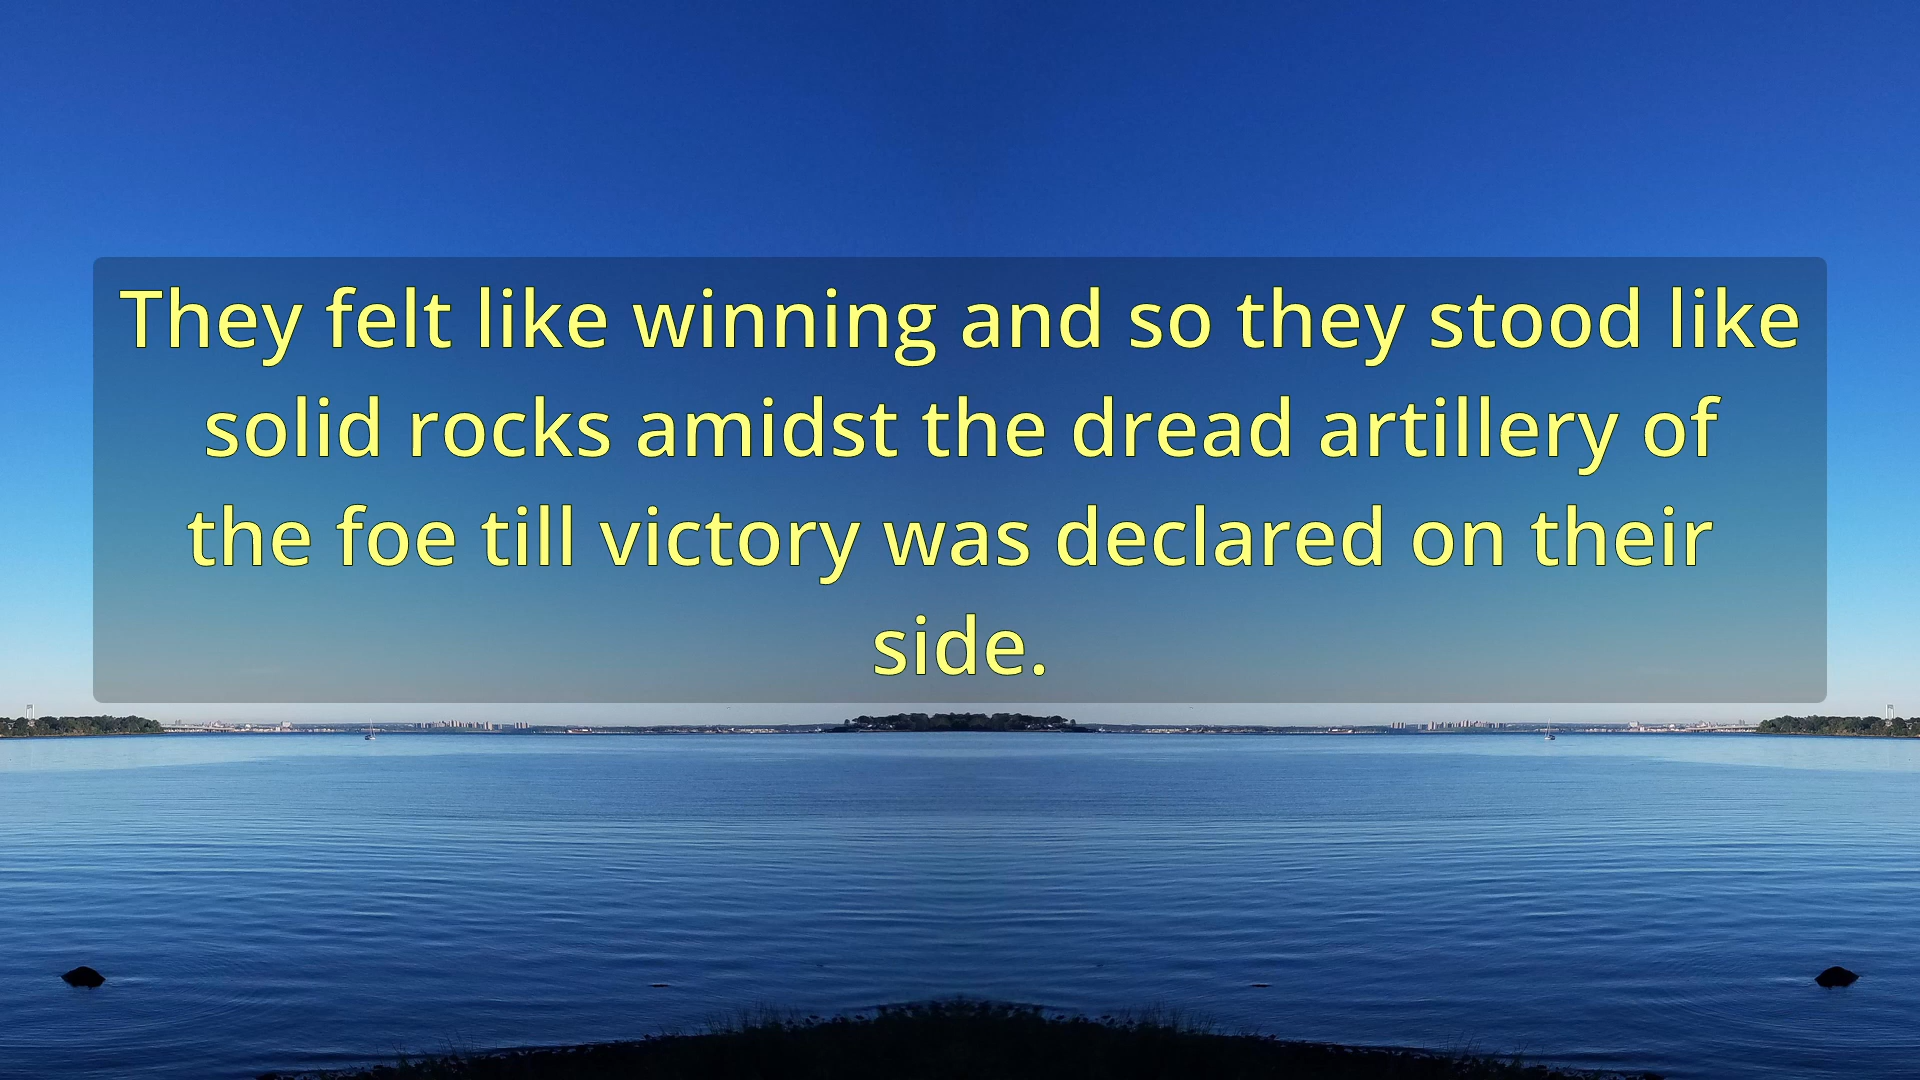 They felt like winning and so they stood like
solid rocks amidst the dread artillery of
the foe till victory was declared on their
side.